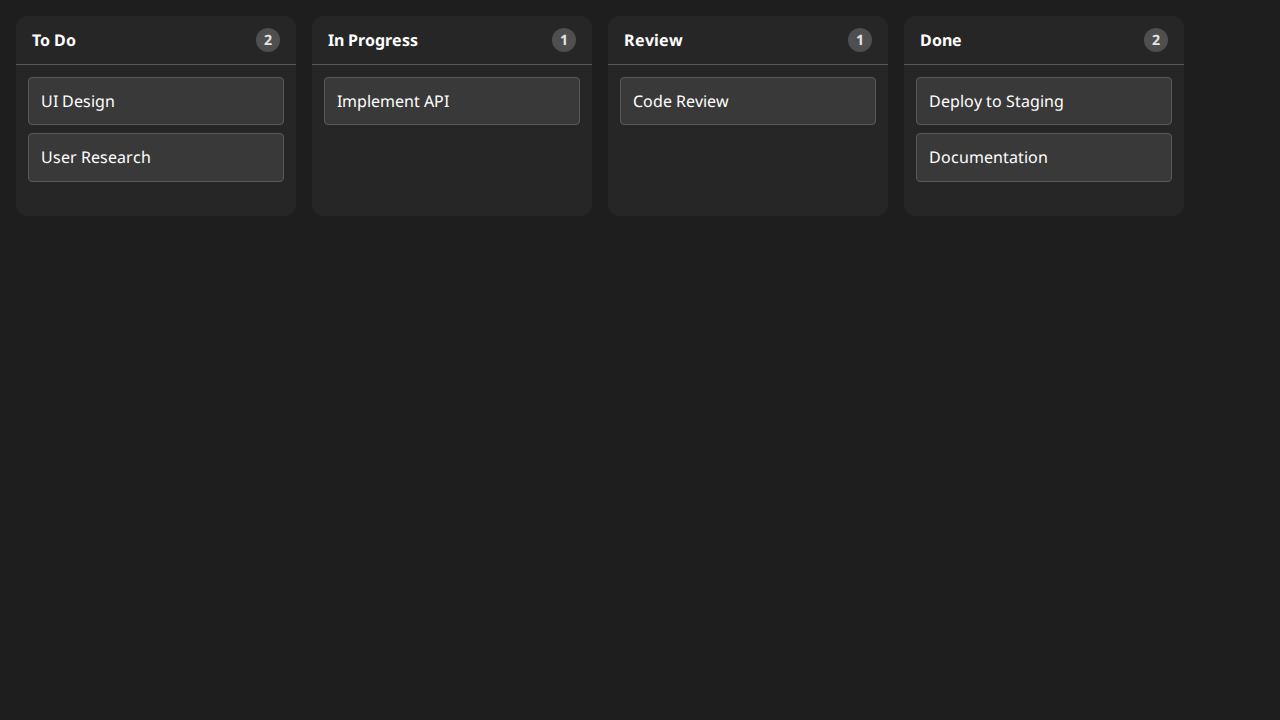 To Do
2
UI Design
User Research
In Progress
1
Implement API
Review
1
Code Review
Done
2
Deploy to Staging
Documentation